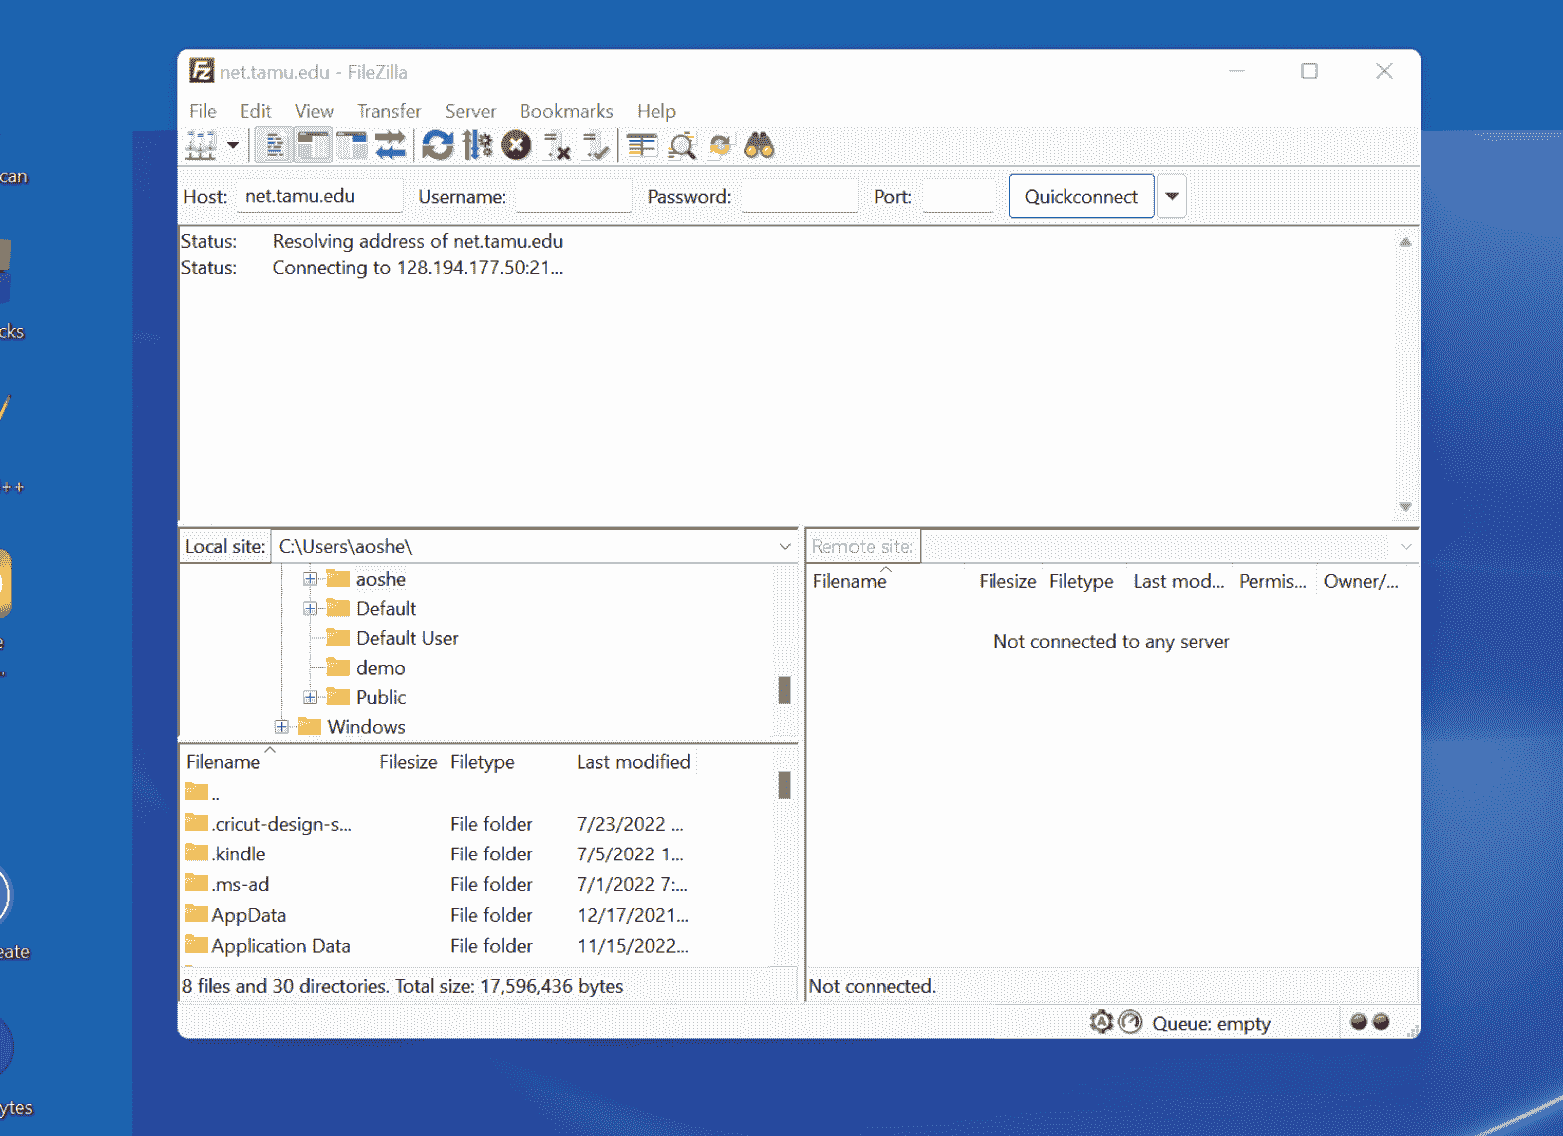 net.tamu.edu - FileZilla
File Edit View Transfer Server Bookmarks Help
Host: net.tamu.edu Username: Password: Port: Quickconnect
Status: Resolving address of net.tamu.edu
Status: Connecting to 128.194.177.50:21...
Local site: C:\Users\aoshe\
aoshe
Default
Default User
demo
Public
Windows
Filename Filesize Filetype Last modified
..
.cricut-design-s... File folder 7/23/2022 ...
.kindle File folder 7/5/2022 1...
.ms-ad File folder 7/1/2022 7:...
AppData File folder 12/17/2021...
Application Data File folder 11/15/2022...
8 files and 30 directories. Total size: 17,596,436 bytes
Remote site:
Filename Filesize Filetype Last mod... Permis... Owner/...
Not connected to any server
Not connected.
Queue: empty
can
cks
++
e
eate
ytes